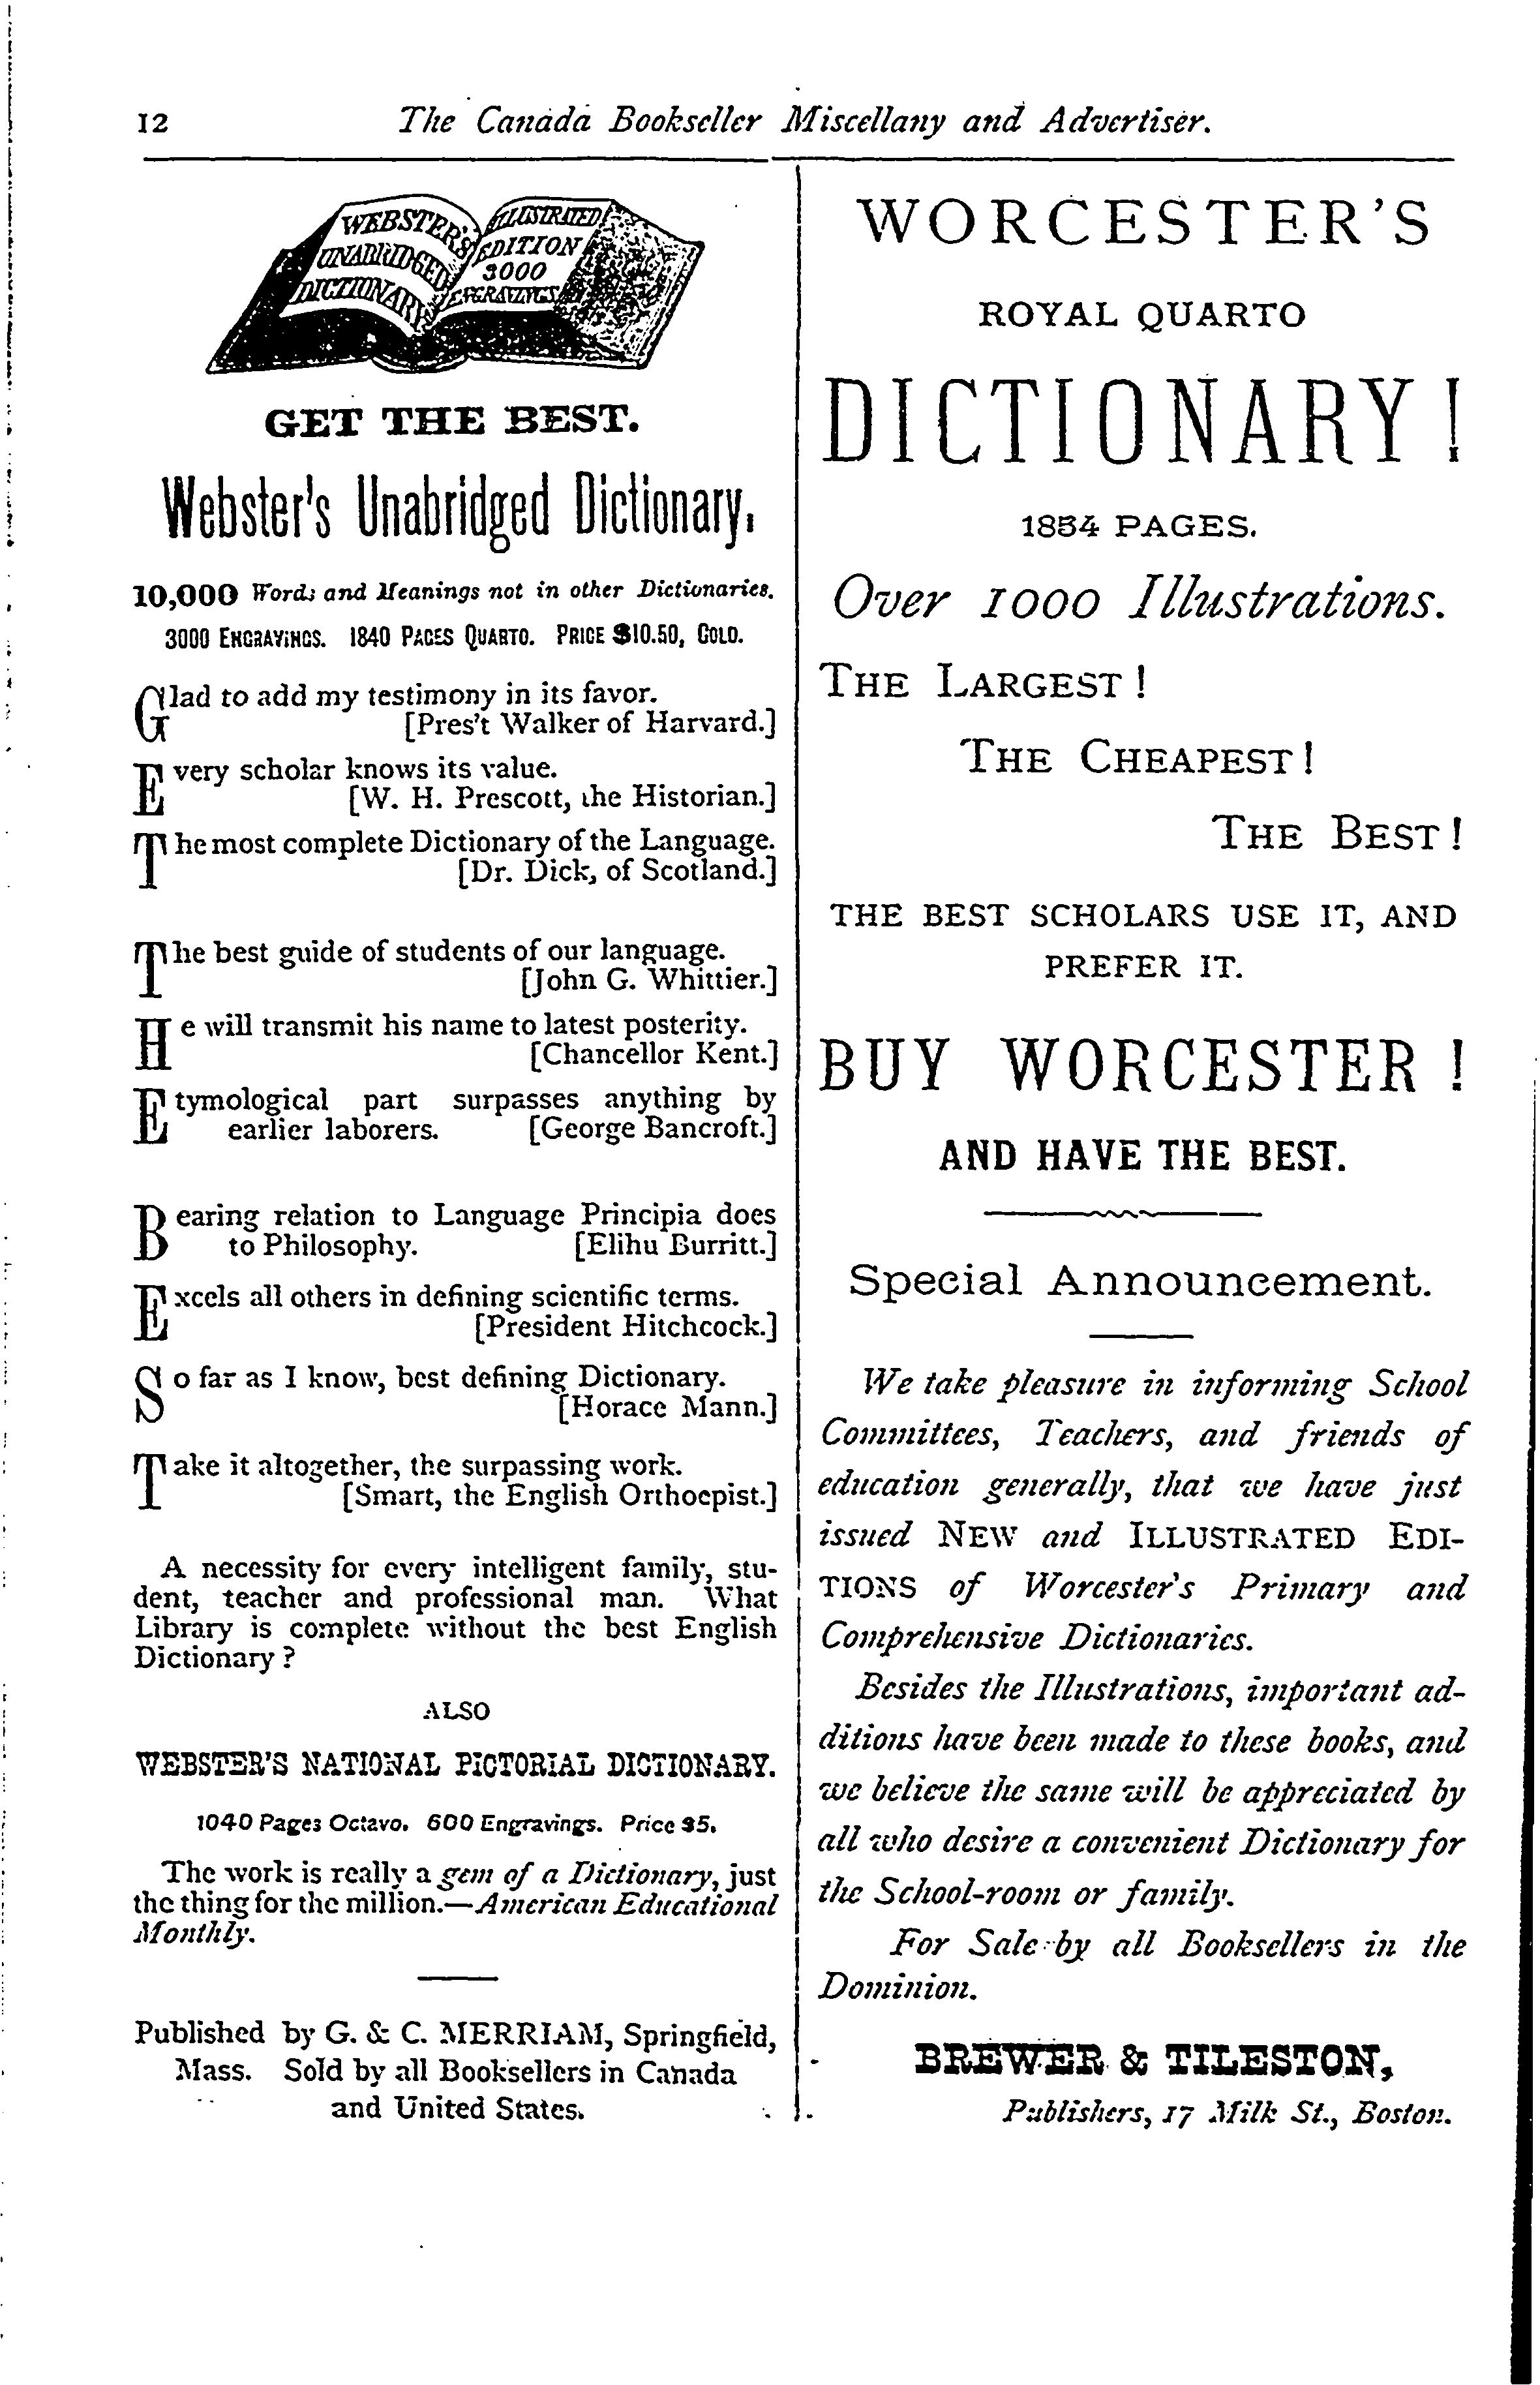 12 The Canada Bookseller Miscellany and Advertiser.
WEBSTER'S
UNABRIDGED
DICTIONARY
ILLUSTRATED
EDITION
3000
ENGRAVINGS
GET THE BEST.
Webster's Unabridged Dictionary.
10,000 Words and Meanings not in other Dictionaries.
3000 ENGRAVINGS. 1840 PAGES QUARTO. PRICE $10.50, GOLD.
Glad to add my testimony in its favor.
[Pres't Walker of Harvard.]
Every scholar knows its value.
[W. H. Prescott, the Historian.]
The most complete Dictionary of the Language.
[Dr. Dick, of Scotland.]
The best guide of students of our language.
[John G. Whittier.]
He will transmit his name to latest posterity.
[Chancellor Kent.]
Etymological part surpasses anything by
earlier laborers. [George Bancroft.]
Bearing relation to Language Principia does
to Philosophy. [Elihu Burritt.]
Excels all others in defining scientific terms.
[President Hitchcock.]
So far as I know, best defining Dictionary.
[Horace Mann.]
Take it altogether, the surpassing work.
[Smart, the English Orthoepist.]
A necessity for every intelligent family, stu-
dent, teacher and professional man. What
Library is complete without the best English
Dictionary ?
ALSO
WEBSTER'S NATIONAL PICTORIAL DICTIONARY.
1040 Pages Octavo. 600 Engravings. Price $5.
The work is really a gem of a Dictionary, just
the thing for the million.—American Educational
Monthly.
Published by G. & C. MERRIAM, Springfield,
Mass. Sold by all Booksellers in Canada
and United States.
WORCESTER'S
ROYAL QUARTO
DICTIONARY !
1854 PAGES.
Over 1000 Illustrations.
THE LARGEST !
THE CHEAPEST !
THE BEST !
THE BEST SCHOLARS USE IT, AND
PREFER IT.
BUY WORCESTER !
AND HAVE THE BEST.
Special Announcement.
We take pleasure in informing School
Committees, Teachers, and friends of
education generally, that we have just
issued NEW and ILLUSTRATED EDI-
TIONS of Worcester's Primary and
Comprehensive Dictionaries.
Besides the Illustrations, important ad-
ditions have been made to these books, and
we believe the same will be appreciated by
all who desire a convenient Dictionary for
the School-room or family.
For Sale by all Booksellers in the
Dominion.
BREWER & TILESTON,
Publishers, 17 Milk St., Boston.